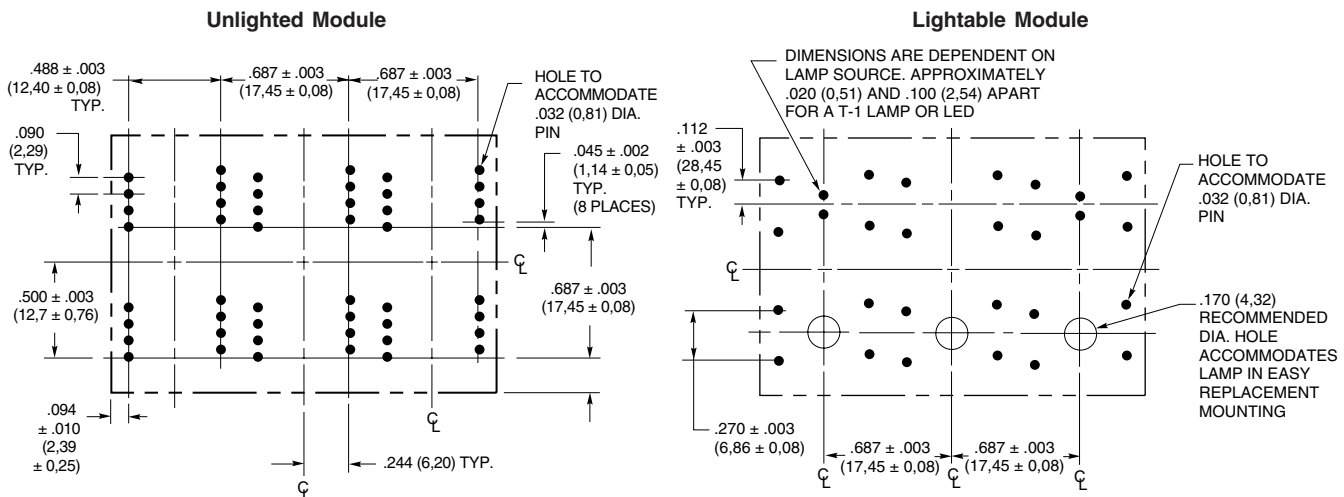 Unlighted Module
.488 ± .003
(12,40 ± 0,08)
TYP.
.687 ± .003
(17,45 ± 0,08)
.687 ± .003
(17,45 ± 0,08)
HOLE TO
ACCOMMODATE
.032 (0,81) DIA.
PIN
.090
(2,29)
TYP.
.045 ± .002
(1,14 ± 0,05)
TYP.
(8 PLACES)
℄
.500 ± .003
(12,7 ± 0,76)
.687 ± .003
(17,45 ± 0,08)
.094
± .010
(2,39
± 0,25)
℄
.244 (6,20) TYP.
℄
Lightable Module
DIMENSIONS ARE DEPENDENT ON
LAMP SOURCE. APPROXIMATELY
.020 (0,51) AND .100 (2,54) APART
FOR A T-1 LAMP OR LED
.112
± .003
(28,45
± 0,08)
TYP.
HOLE TO
ACCOMMODATE
.032 (0,81) DIA.
PIN
℄
.170 (4,32)
RECOMMENDED
DIA. HOLE
ACCOMMODATES
LAMP IN EASY
REPLACEMENT
MOUNTING
.270 ± .003
(6,86 ± 0,08)
.687 ± .003
(17,45 ± 0,08)
.687 ± .003
(17,45 ± 0,08)
℄ ℄ ℄